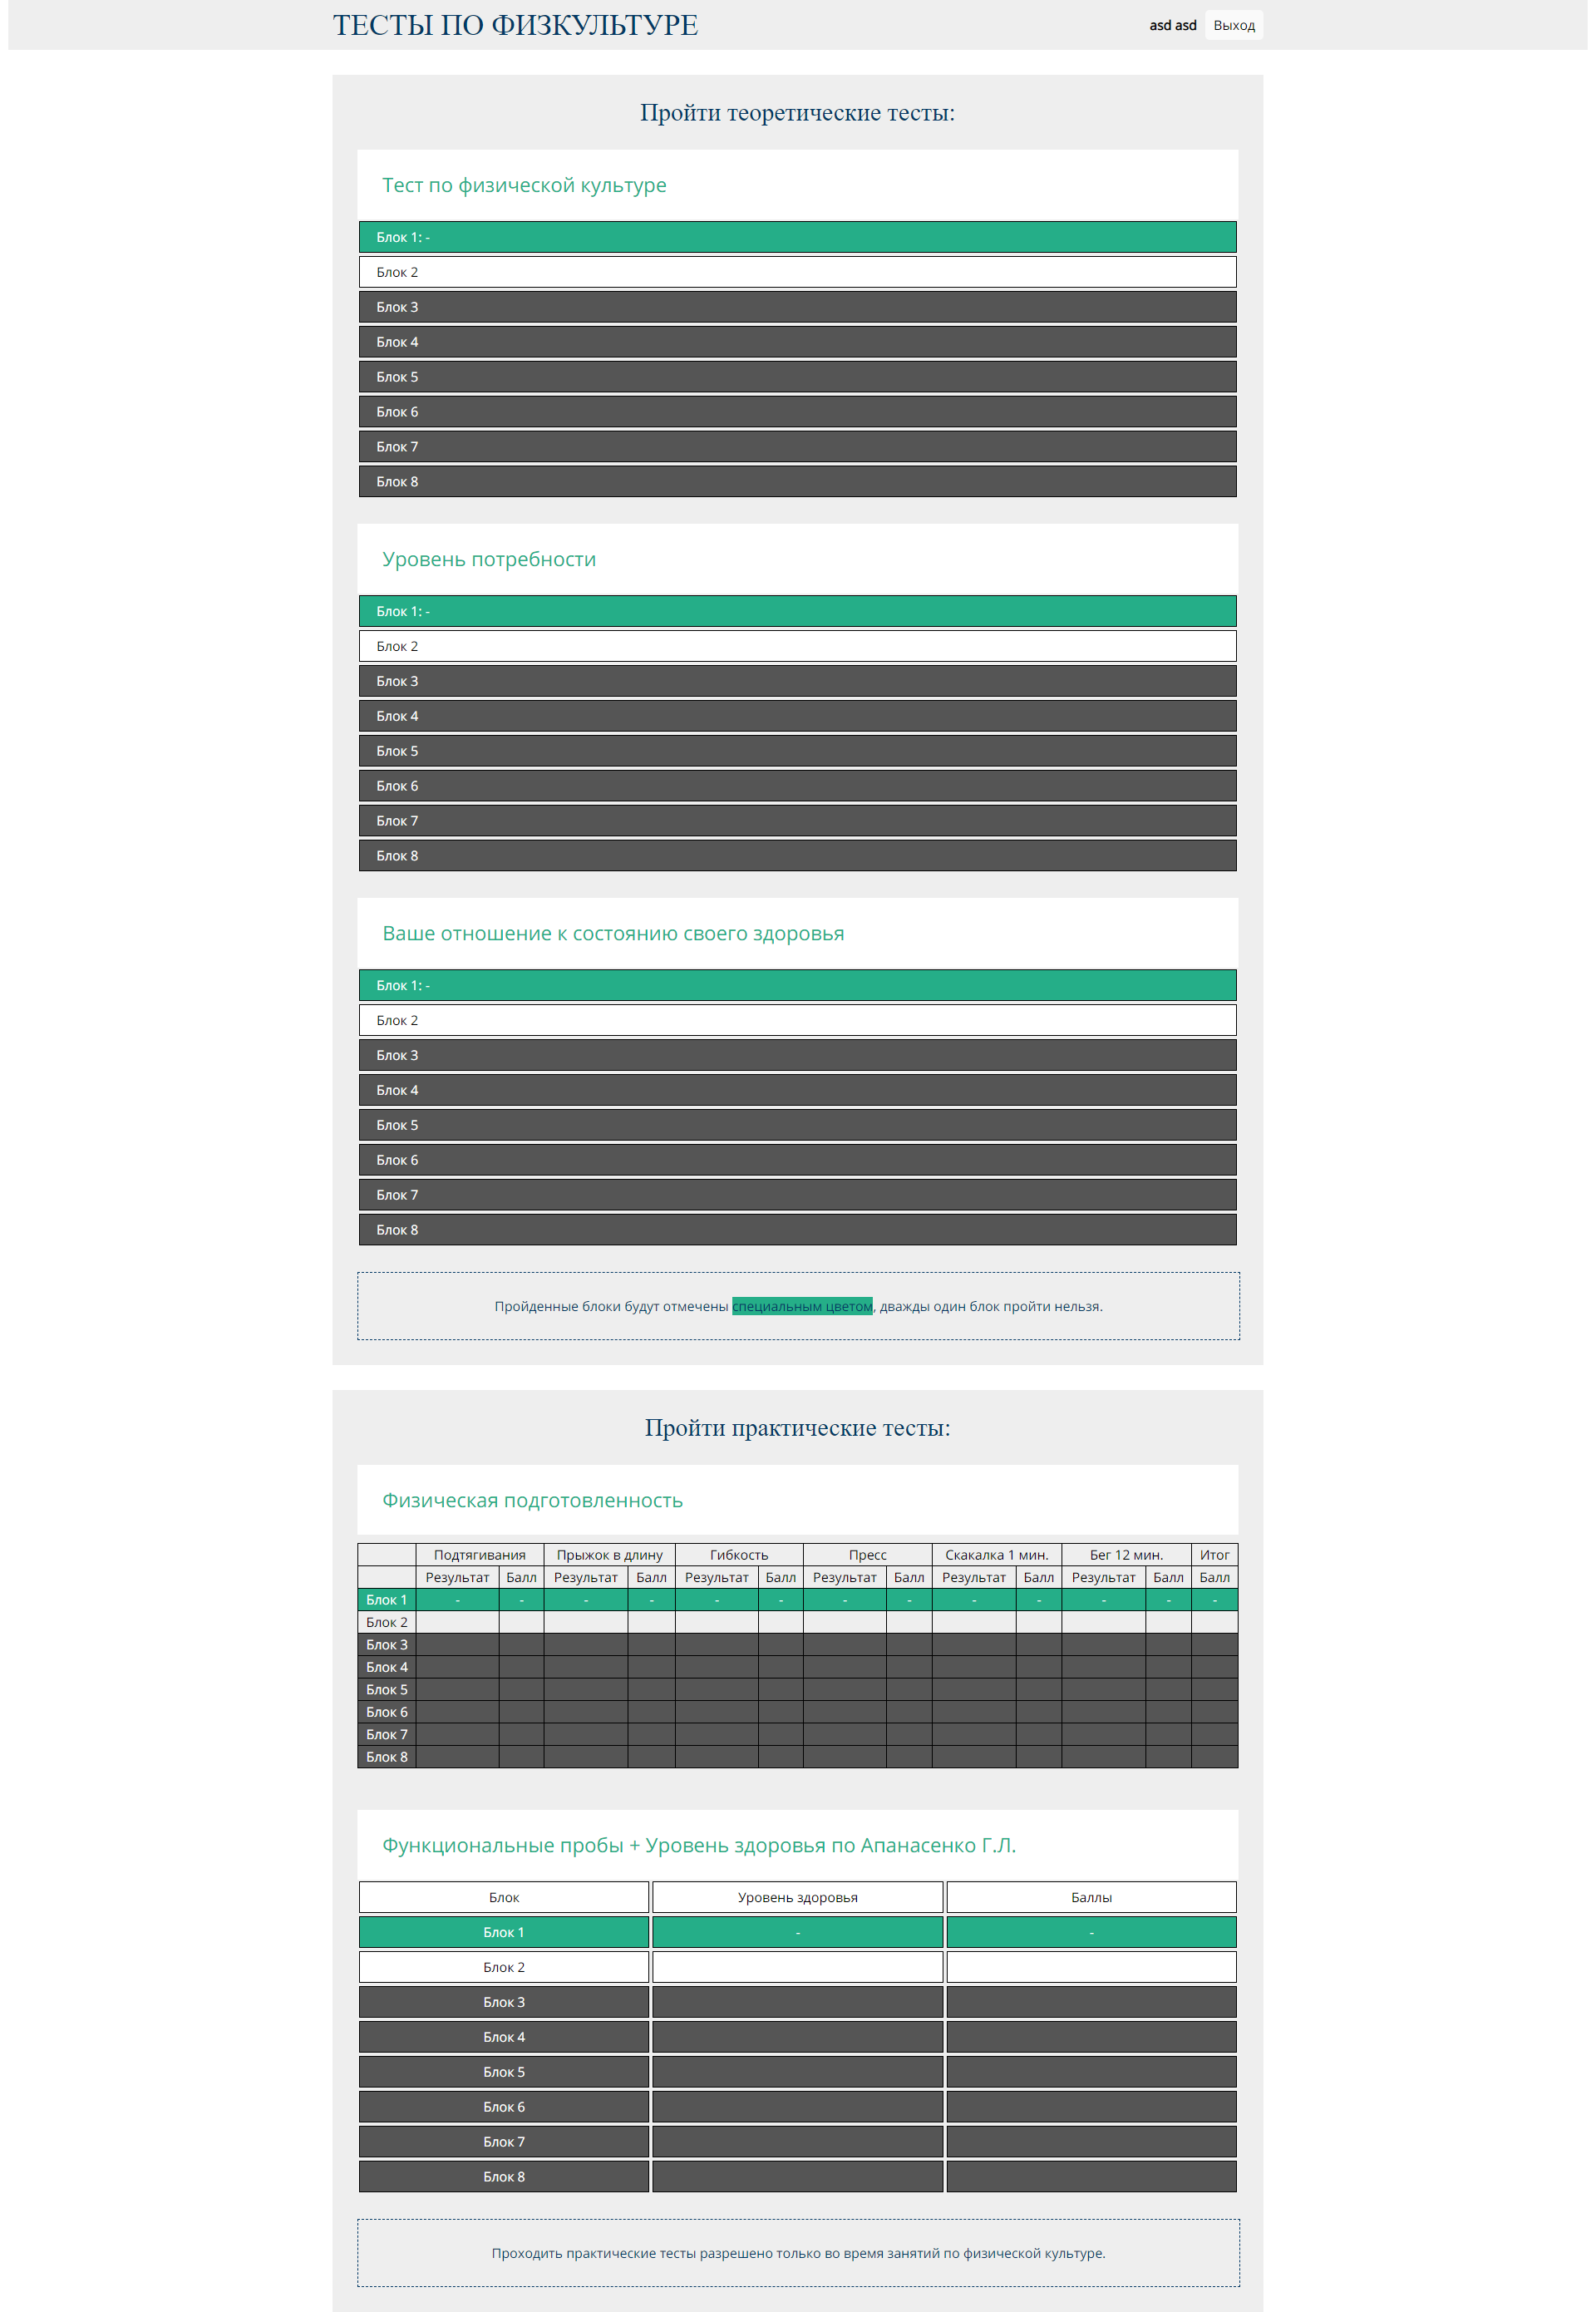 ТЕСТЫ ПО ФИЗКУЛЬТУРЕ
asd asd Выход
Пройти теоретические тесты:
Тест по физической культуре
Блок 1: -
Блок 2
Блок 3
Блок 4
Блок 5
Блок 6
Блок 7
Блок 8
Уровень потребности
Блок 1: -
Блок 2
Блок 3
Блок 4
Блок 5
Блок 6
Блок 7
Блок 8
Ваше отношение к состоянию своего здоровья
Блок 1: -
Блок 2
Блок 3
Блок 4
Блок 5
Блок 6
Блок 7
Блок 8
Пройденные блоки будут отмечены специальным цветом, дважды один блок пройти нельзя.
Пройти практические тесты:
Физическая подготовленность
Подтягивания Прыжок в длину Гибкость Пресс Скакалка 1 мин. Бег 12 мин. Итог
Результат Балл Результат Балл Результат Балл Результат Балл Результат Балл Результат Балл Балл
Блок 1 - - - - - - - - - - - - -
Блок 2
Блок 3
Блок 4
Блок 5
Блок 6
Блок 7
Блок 8
Функциональные пробы + Уровень здоровья по Апанасенко Г.Л.
Блок Уровень здоровья Баллы
Блок 1 - -
Блок 2
Блок 3
Блок 4
Блок 5
Блок 6
Блок 7
Блок 8
Проходить практические тесты разрешено только во время занятий по физической культуре.